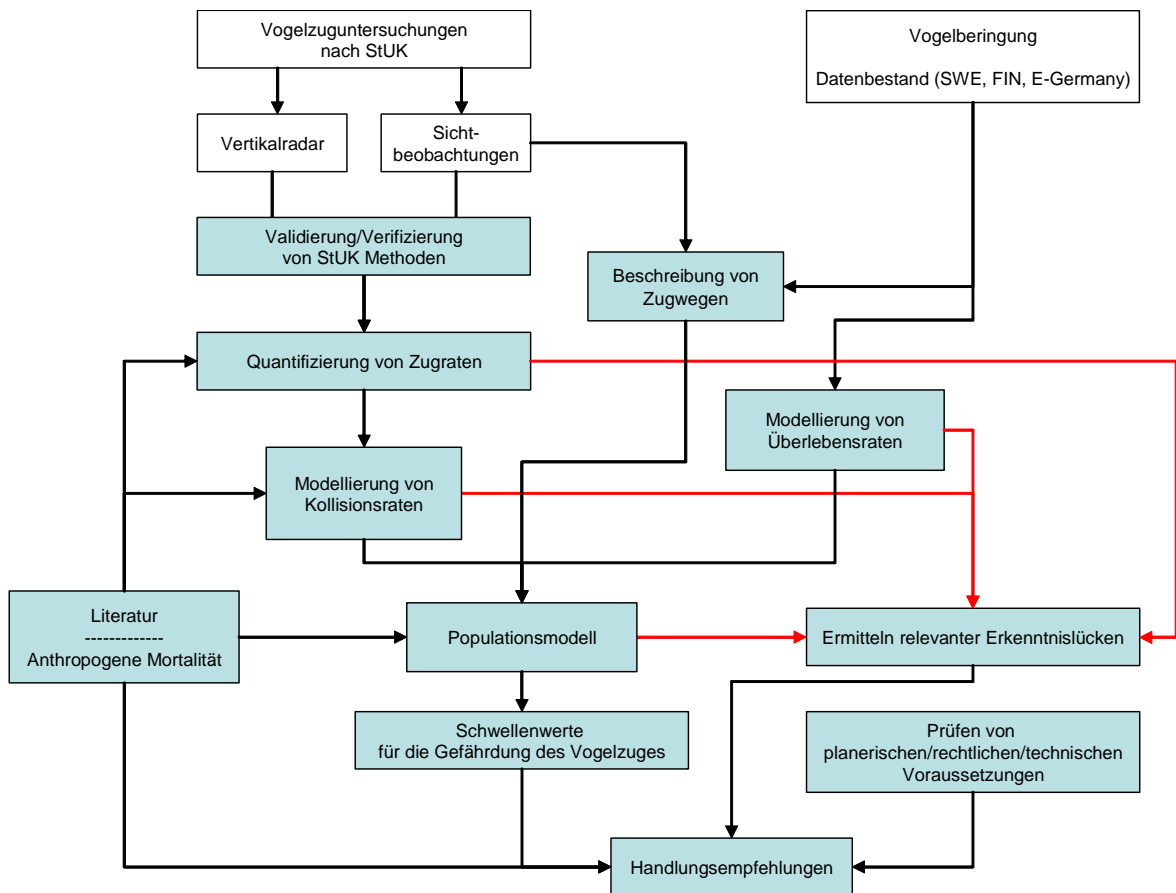 Vogelzuguntersuchungen
nach StUK
Vogelberingung
Datenbestand (SWE, FIN, E-Germany)
Vertikalradar
Sicht-
beobachtungen
Validierung/Verifizierung
von StUK Methoden
Beschreibung von
Zugwegen
Quantifizierung von Zugraten
Modellierung von
Überlebensraten
Modellierung von
Kollisionsraten
Literatur
-------------
Anthropogene Mortalität
Populationsmodell
Ermitteln relevanter Erkenntnislücken
Schwellenwerte
für die Gefährdung des Vogelzuges
Prüfen von
planerischen/rechtlichen/technischen
Voraussetzungen
Handlungsempfehlungen